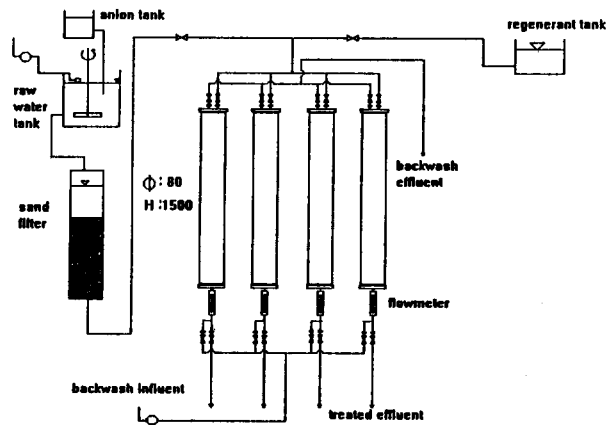 anion tank
regenerant tank
raw
water
tank
backwash
effluent
ϕ: 80
H :1500
sand
filter
flowmeter
backwash influent
treated effluent